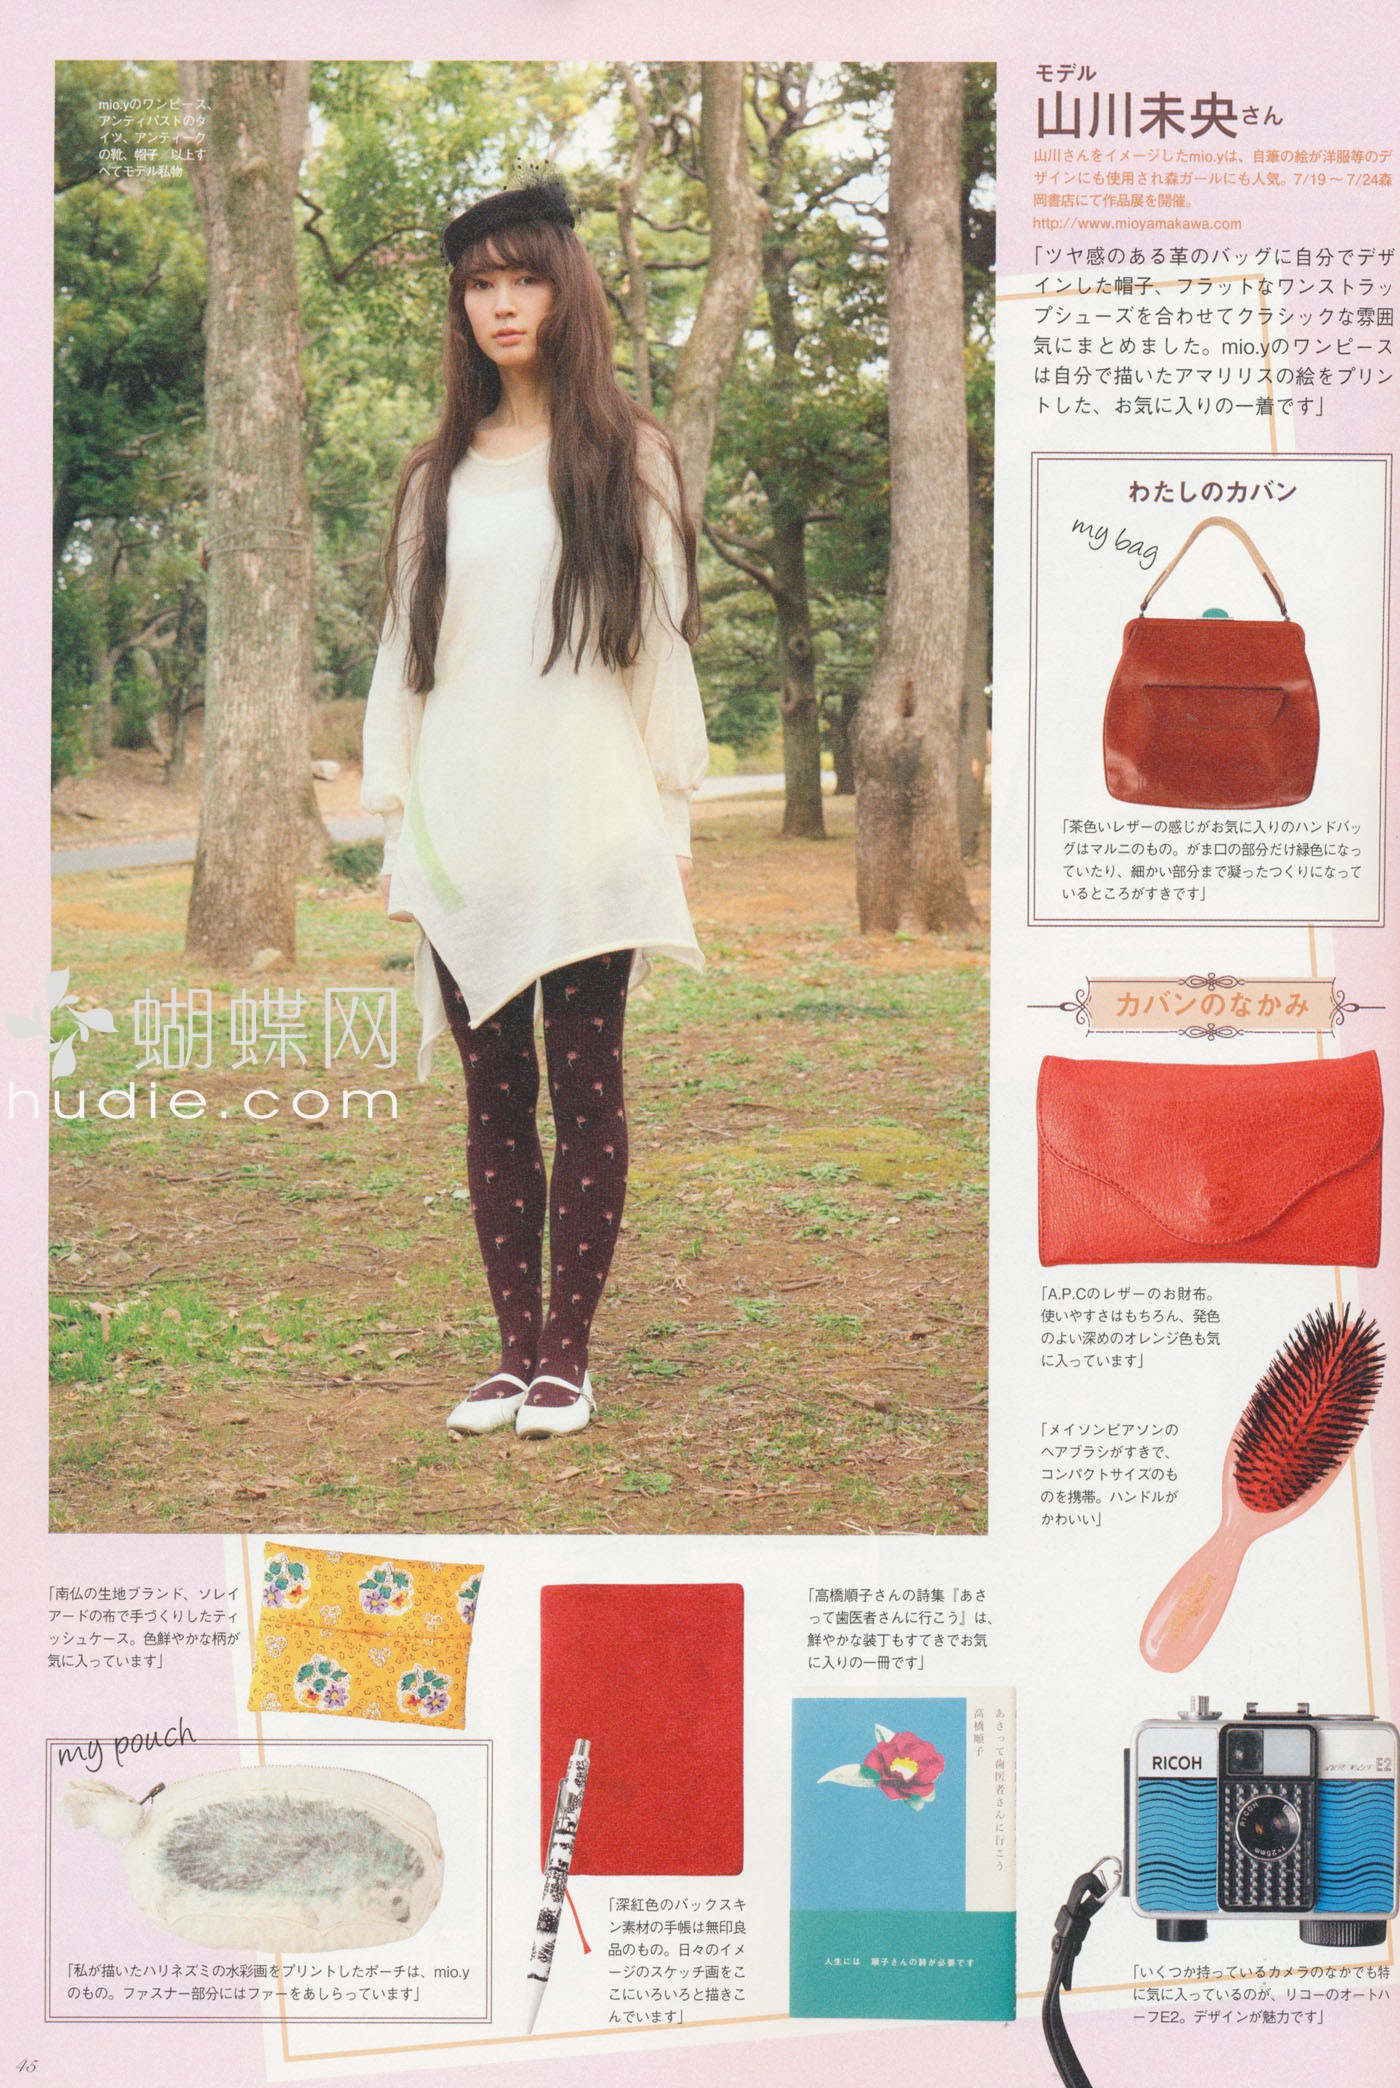 mio.yのワンピース、
アンティパストのタ
イツ、アンティーク
の靴、帽子／以上す
べてモデル私物
モデル
山川未央さん
山川さんをイメージしたmio.yは、自筆の絵が洋服等のデ
ザインにも使用され森ガールにも人気。7/19～7/24森
岡書店にて作品展を開催。
http://www.mioyamakawa.com
「ツヤ感のある革のバッグに自分でデザ
インした帽子、フラットなワンストラッ
プシューズを合わせてクラシックな雰囲
気にまとめました。mio.yのワンピース
は自分で描いたアマリリスの絵をプリン
トした、お気に入りの一着です」
わたしのカバン
my bag
「茶色いレザーの感じがお気に入りのハンドバッ
グはマルニのもの。がま口の部分だけ緑色になっ
ていたり、細かい部分まで凝ったつくりになって
いるところがすきです」
カバンのなかみ
「A.P.Cのレザーのお財布。
使いやすさはもちろん、発色
のよい深めのオレンジ色も気
に入っています」
「メイソンピアソンの
ヘアブラシがすきで、
コンパクトサイズのも
のを携帯。ハンドルが
かわいい」
蝴蝶网
hudie.com
「南仏の生地ブランド、ソレイ
アードの布で手づくりしたティ
ッシュケース。色鮮やかな柄が
気に入っています」
my pouch
「私が描いたハリネズミの水彩画をプリントしたポーチは、mio.y
のもの。ファスナー部分にはファーをあしらっています」
「深紅色のバックスキ
ン素材の手帳は無印良
品のもの。日々のイメ
ージのスケッチ画をこ
こにいろいろと描きこ
んでいます」
「高橋順子さんの詩集『あさ
って歯医者さんに行こう』は、
鮮やかな装丁もすてきでお気
に入りの一冊です」
あさって歯医者さんに行こう
高橋順子
人生には 順子さんの詩が必要です
RICOH
E2
RICOH
f=25mm
「いくつか持っているカメラのなかでも特
に気に入っているのが、リコーのオートハ
ーフE2。デザインが魅力です」
45